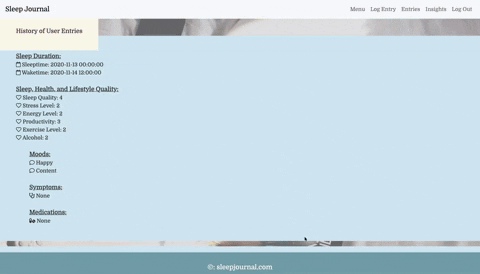 Sleep Journal
Menu Log Entry Entries Insights Log Out
History of User Entries
Sleep Duration:
Sleeptime: 2020-11-13 00:00:00
Waketime: 2020-11-14 12:00:00
Sleep, Health, and Lifestyle Quality:
Sleep Quality: 4
Stress Level: 2
Energy Level: 2
Productivity: 3
Exercise Level: 2
Alcohol: 2
Moods:
Happy
Content
Symptoms:
None
Medications:
None
©: sleepjournal.com